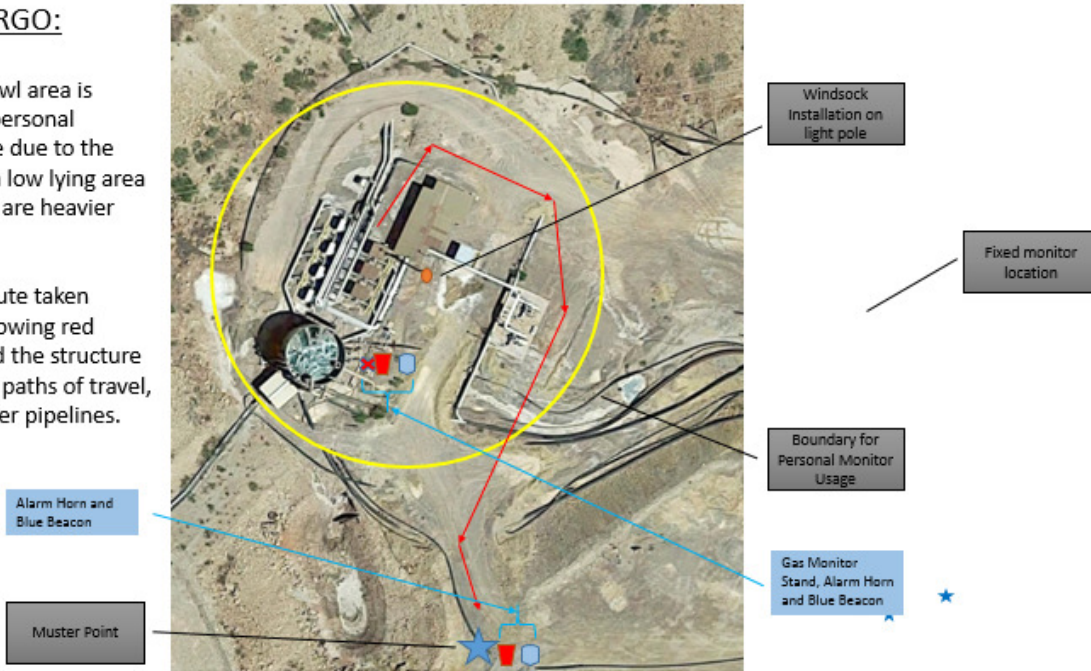 RGO:
wl area is
personal
e due to the
low lying area
are heavier
ute taken
owing red
d the structure
paths of travel,
er pipelines.
Windsock
Installation on
light pole
Fixed monitor
location
Boundary for
Personal Monitor
Usage
Alarm Horn and
Blue Beacon
Gas Monitor
Stand, Alarm Horn
and Blue Beacon
Muster Point